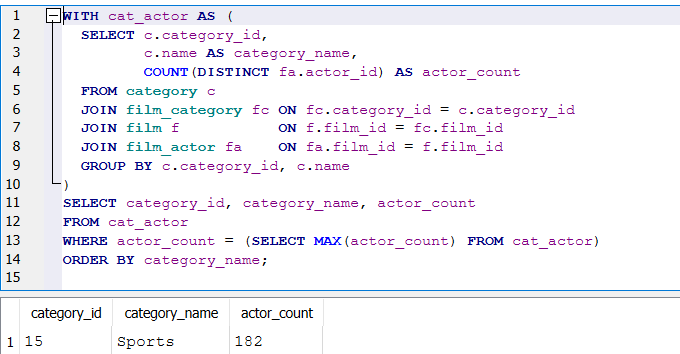 1 WITH cat_actor AS (
2 SELECT c.category_id,
3 c.name AS category_name,
4 COUNT(DISTINCT fa.actor_id) AS actor_count
5 FROM category c
6 JOIN film_category fc ON fc.category_id = c.category_id
7 JOIN film f ON f.film_id = fc.film_id
8 JOIN film_actor fa ON fa.film_id = f.film_id
9 GROUP BY c.category_id, c.name
10 )
11 SELECT category_id, category_name, actor_count
12 FROM cat_actor
13 WHERE actor_count = (SELECT MAX(actor_count) FROM cat_actor)
14 ORDER BY category_name;
15
category_id category_name actor_count
1 15 Sports 182